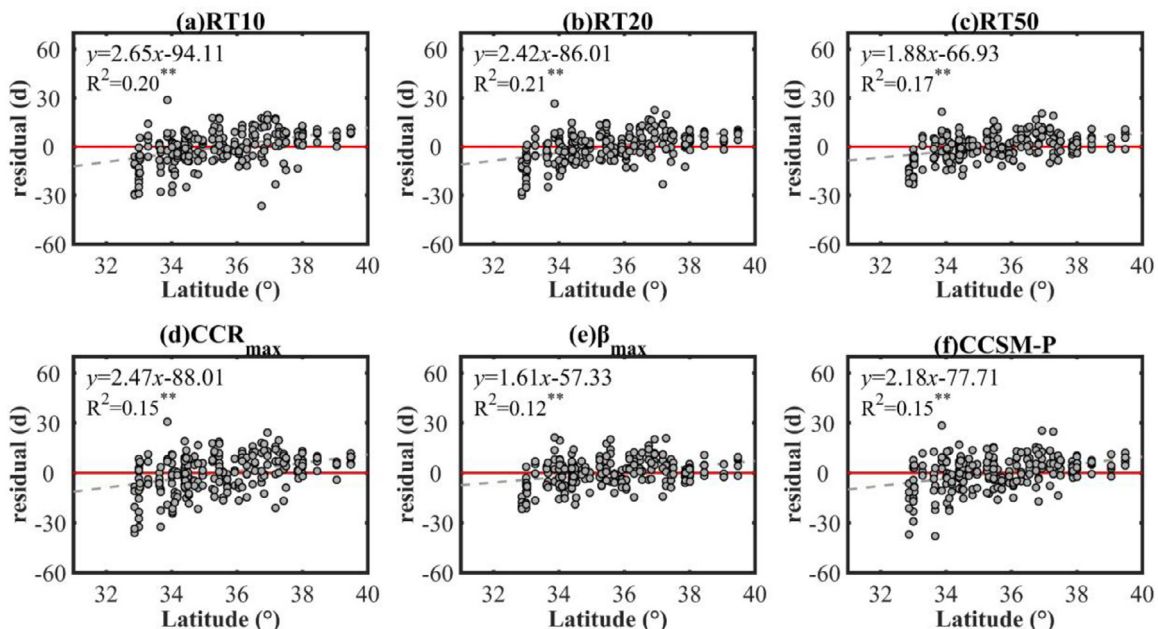 (a)RT10
y=2.65x-94.11
R²=0.20**
60
30
0
-30
-60
residual (d)
32 34 36 38 40
Latitude (°)
(b)RT20
y=2.42x-86.01
R²=0.21**
60
30
0
-30
-60
residual (d)
32 34 36 38 40
Latitude (°)
(c)RT50
y=1.88x-66.93
R²=0.17**
60
30
0
-30
-60
residual (d)
32 34 36 38 40
Latitude (°)
(d)CCR_max
y=2.47x-88.01
R²=0.15**
60
30
0
-30
-60
residual (d)
32 34 36 38 40
Latitude (°)
(e)β_max
y=1.61x-57.33
R²=0.12**
60
30
0
-30
-60
residual (d)
32 34 36 38 40
Latitude (°)
(f)CCSM-P
y=2.18x-77.71
R²=0.15**
60
30
0
-30
-60
residual (d)
32 34 36 38 40
Latitude (°)